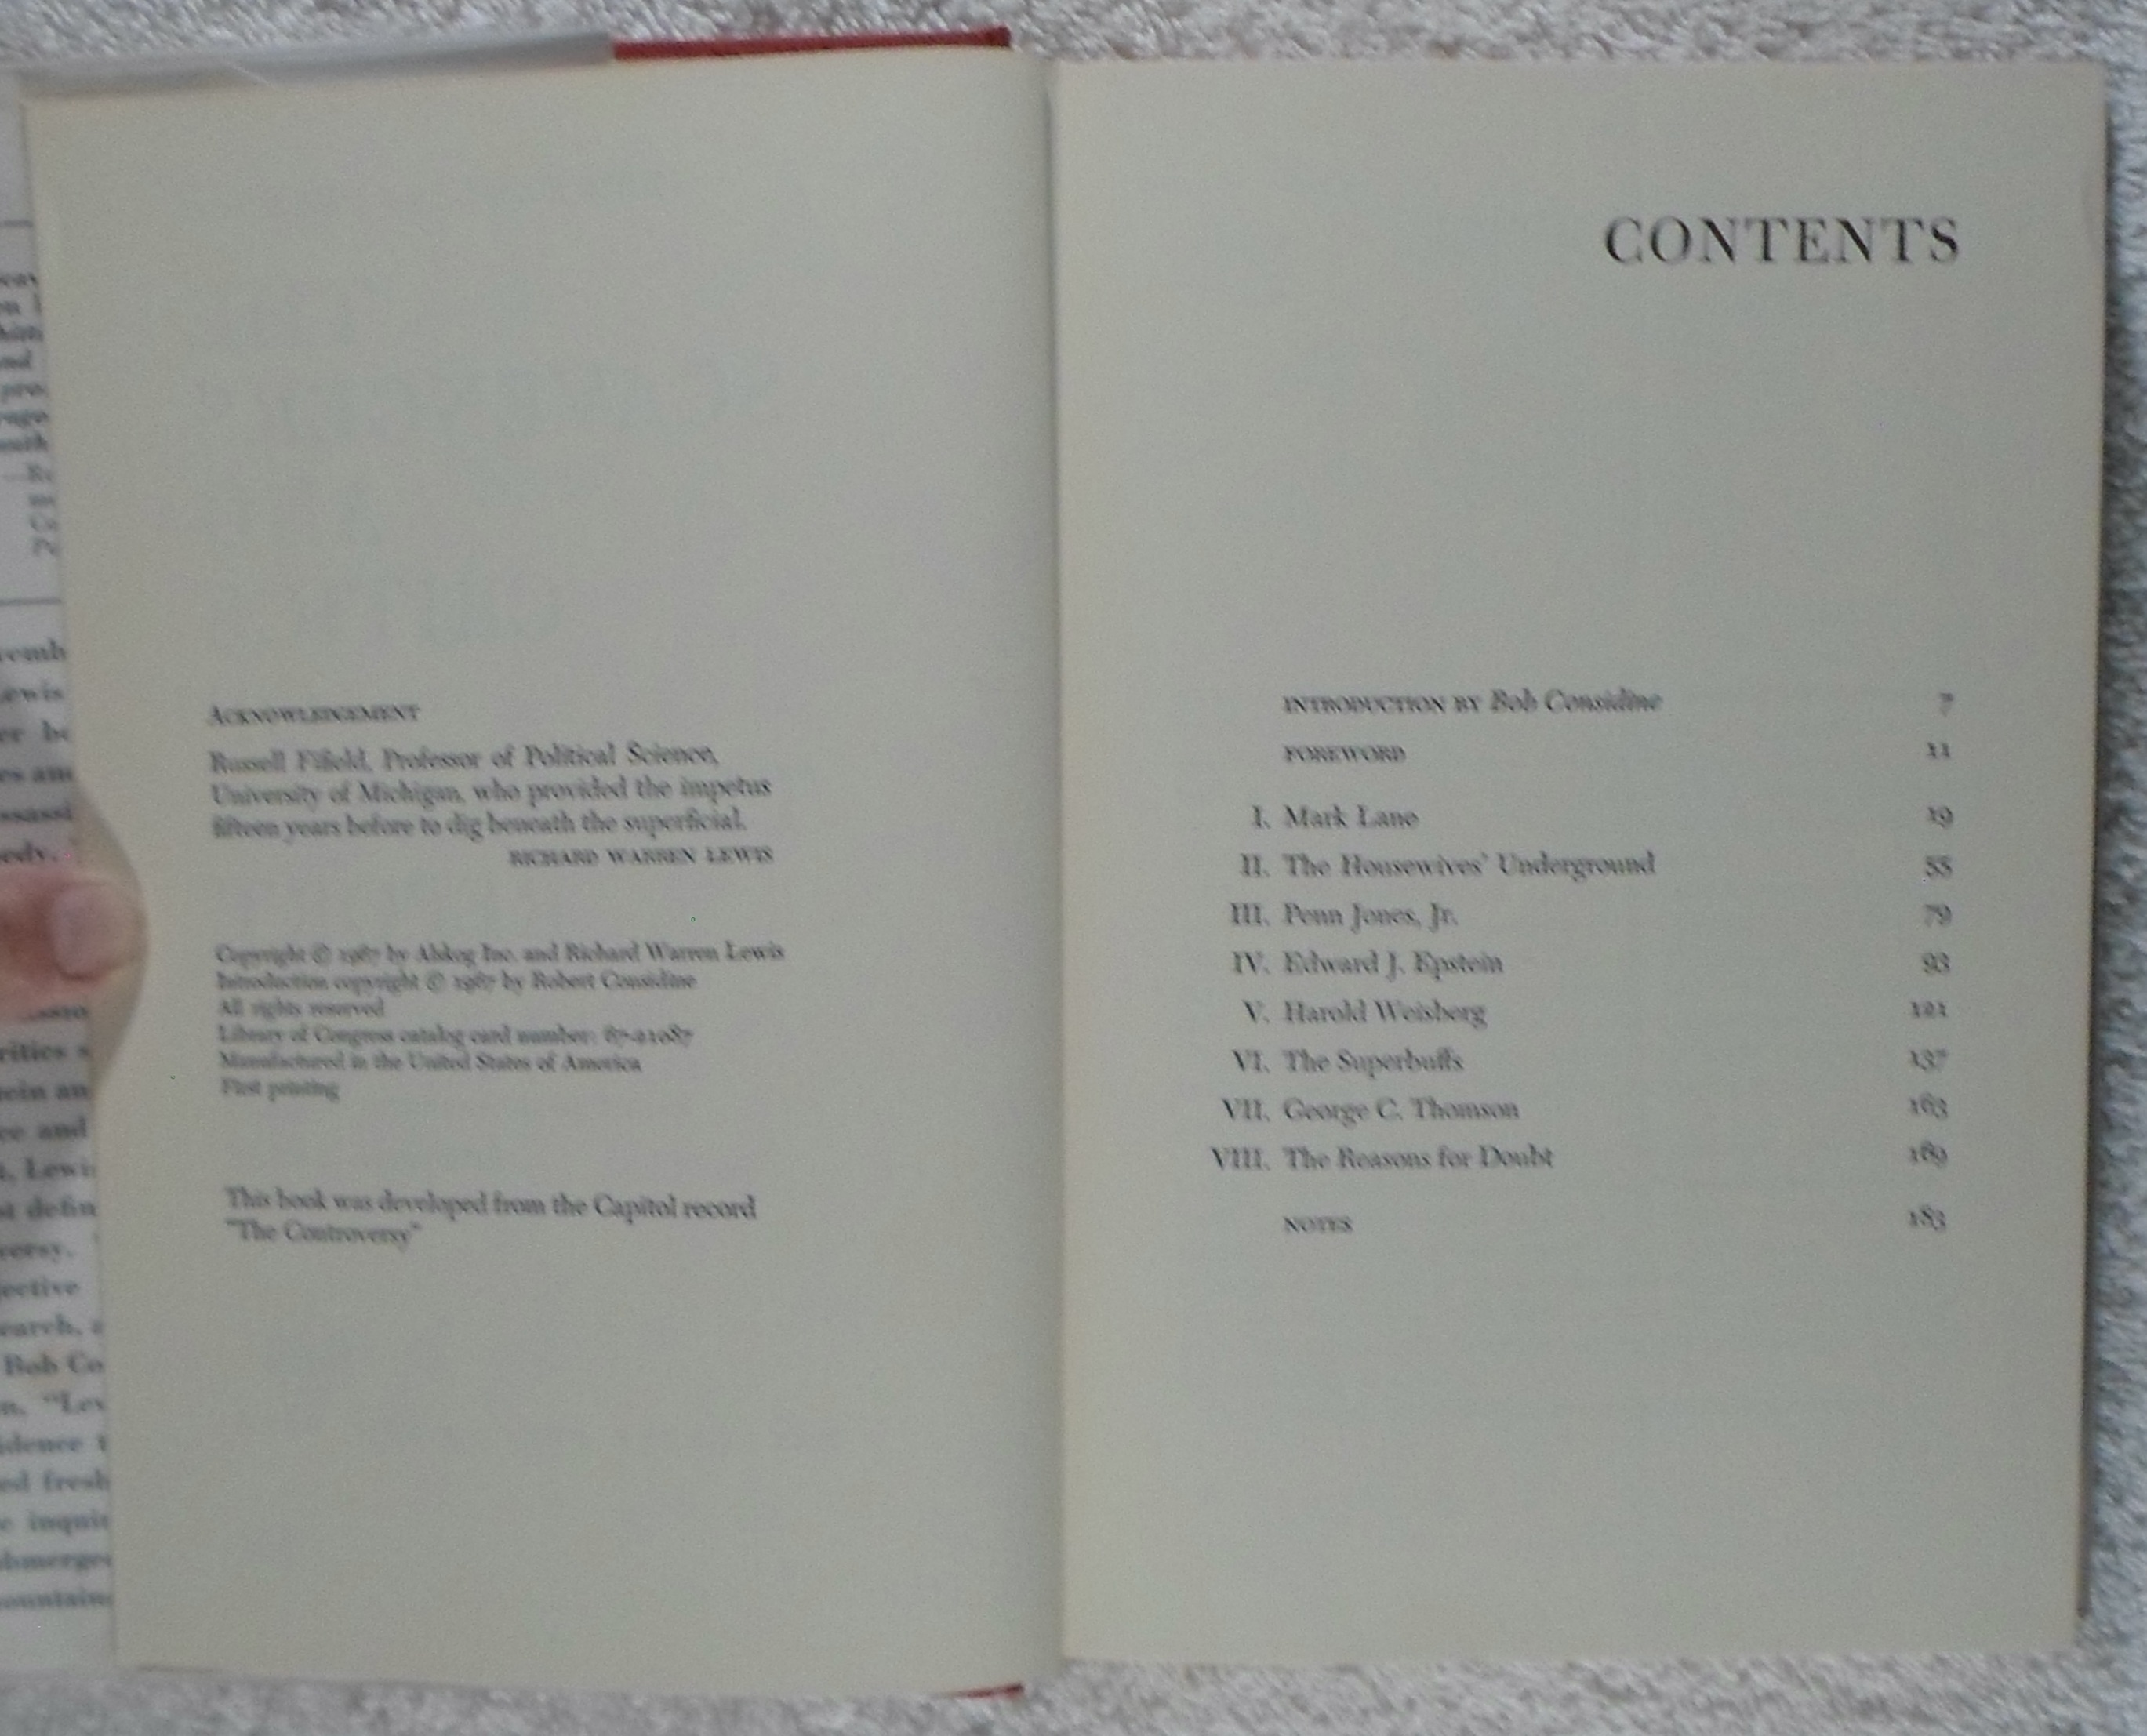 ACKNOWLEDGEMENT
Russell Fifield, Professor of Political Science,
University of Michigan, who provided the impetus
fifteen years before to dig beneath the superficial.
RICHARD WARREN LEWIS
Copyright © 1967 by Alskog Inc. and Richard Warren Lewis
Introduction copyright © 1967 by Robert Considine
All rights reserved
Library of Congress catalog card number: 67-21087
Manufactured in the United States of America
First printing
This book was developed from the Capitol record
"The Controversy"
CONTENTS
INTRODUCTION BY Bob Considine 7
FOREWORD 11
I. Mark Lane 19
II. The Housewives' Underground 55
III. Penn Jones, Jr. 79
IV. Edward J. Epstein 93
V. Harold Weisberg
VI. The Superbuffs 137
VII. George C. Thomson 163
VIII. The Reasons for Doubt 169
NOTES 183